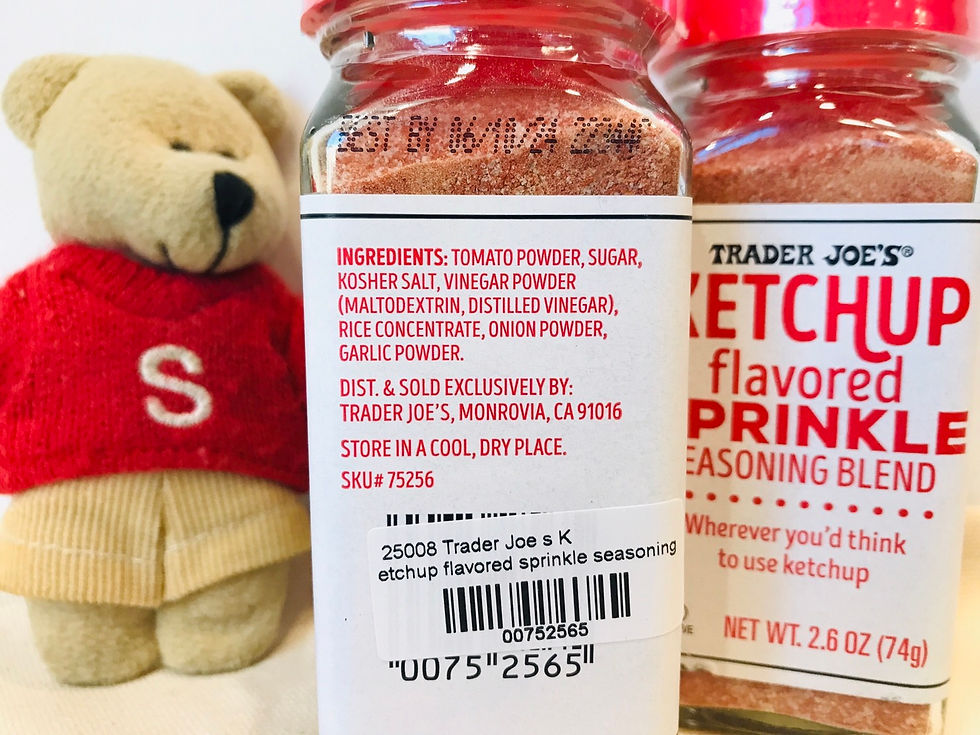 S
BEST BY 06/10/24
INGREDIENTS: TOMATO POWDER, SUGAR,
KOSHER SALT, VINEGAR POWDER
(MALTODEXTRIN, DISTILLED VINEGAR),
RICE CONCENTRATE, ONION POWDER,
GARLIC POWDER.
DIST. & SOLD EXCLUSIVELY BY:
TRADER JOE'S, MONROVIA, CA 91016
STORE IN A COOL, DRY PLACE.
SKU# 75256
25008 Trader Joe s K
etchup flavored sprinkle seasoning
00752565
"0075"2565"
TRADER JOE'S®
KETCHUP
flavored
SPRINKLE
SEASONING BLEND
Wherever you'd think
to use ketchup
NET WT. 2.6 OZ (74g)